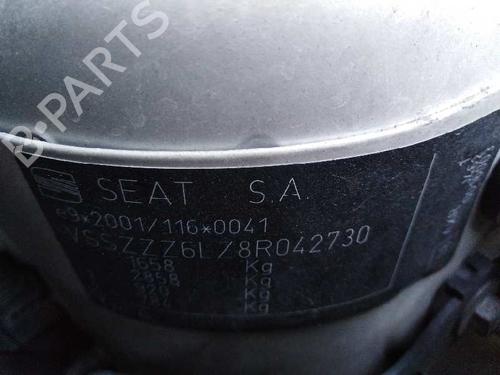 B-PARTS
SEAT S.A.
e9*2001/116*0041
VSSZZZ6LZ8R042730
1658 Kg
Kg
Kg
Kg